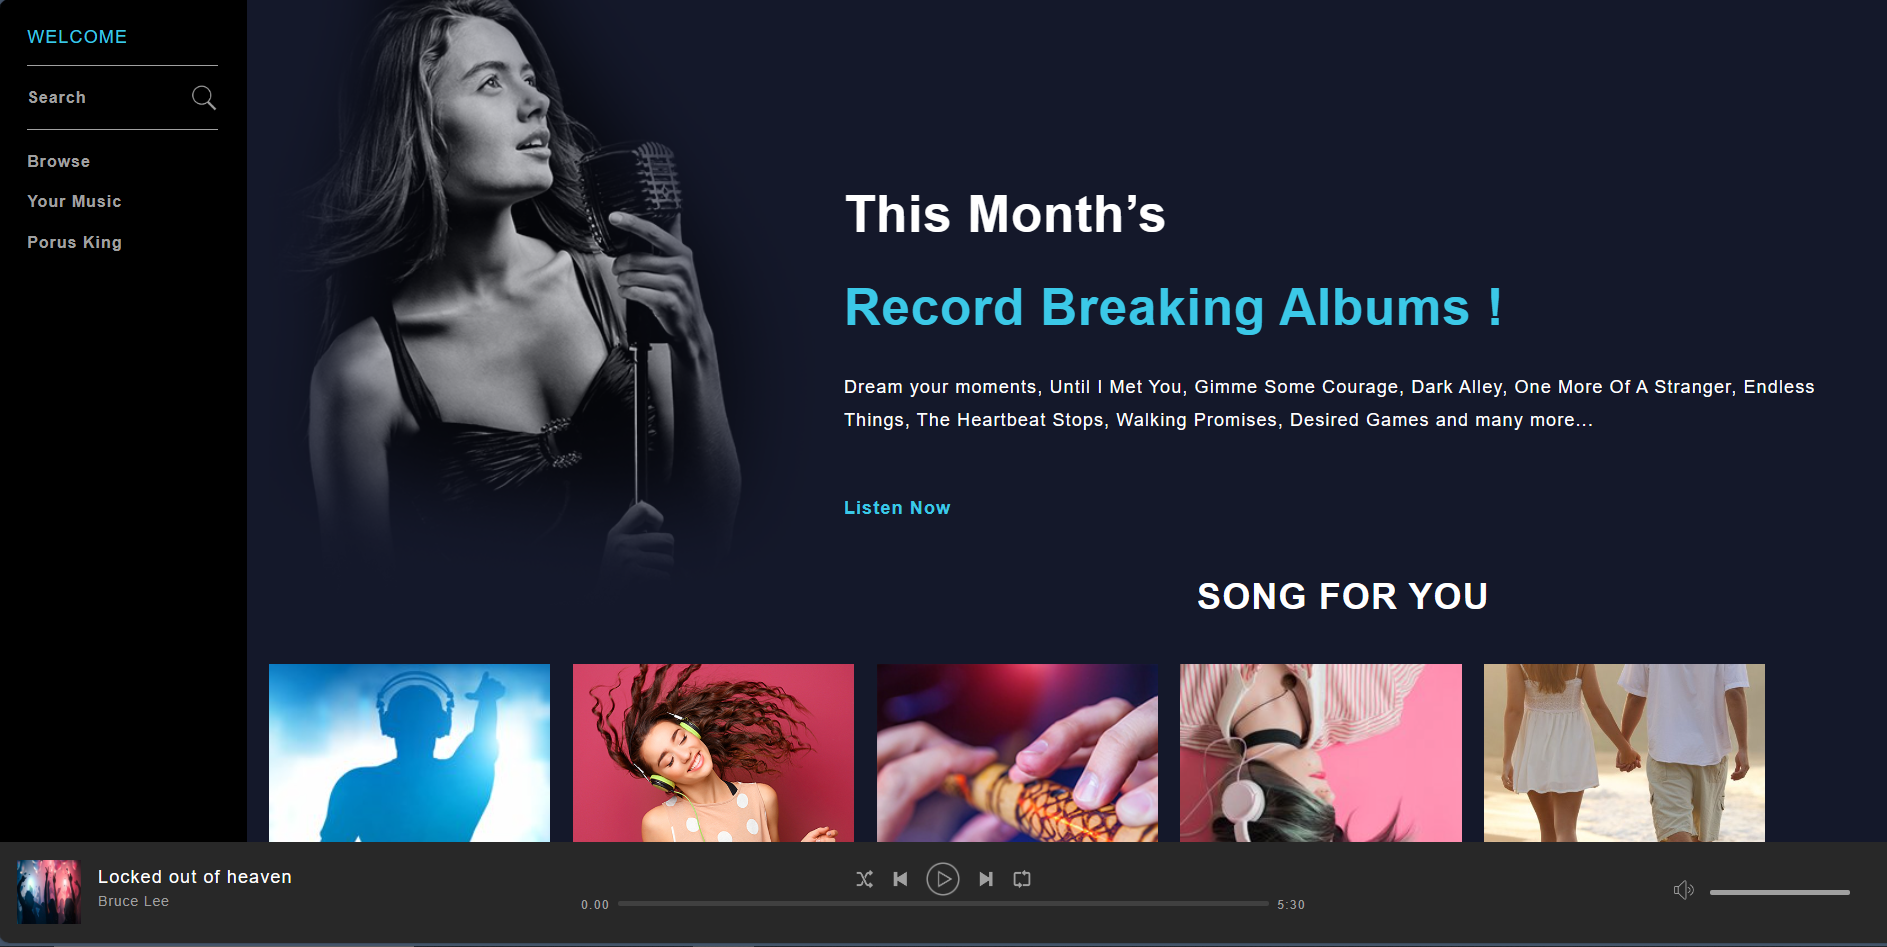 WELCOME
Search
Browse
Your Music
Porus King
This Month’s
Record Breaking Albums !
Dream your moments, Until I Met You, Gimme Some Courage, Dark Alley, One More Of A Stranger, Endless
Things, The Heartbeat Stops, Walking Promises, Desired Games and many more...
Listen Now
SONG FOR YOU
Locked out of heaven
Bruce Lee
0.00
5:30